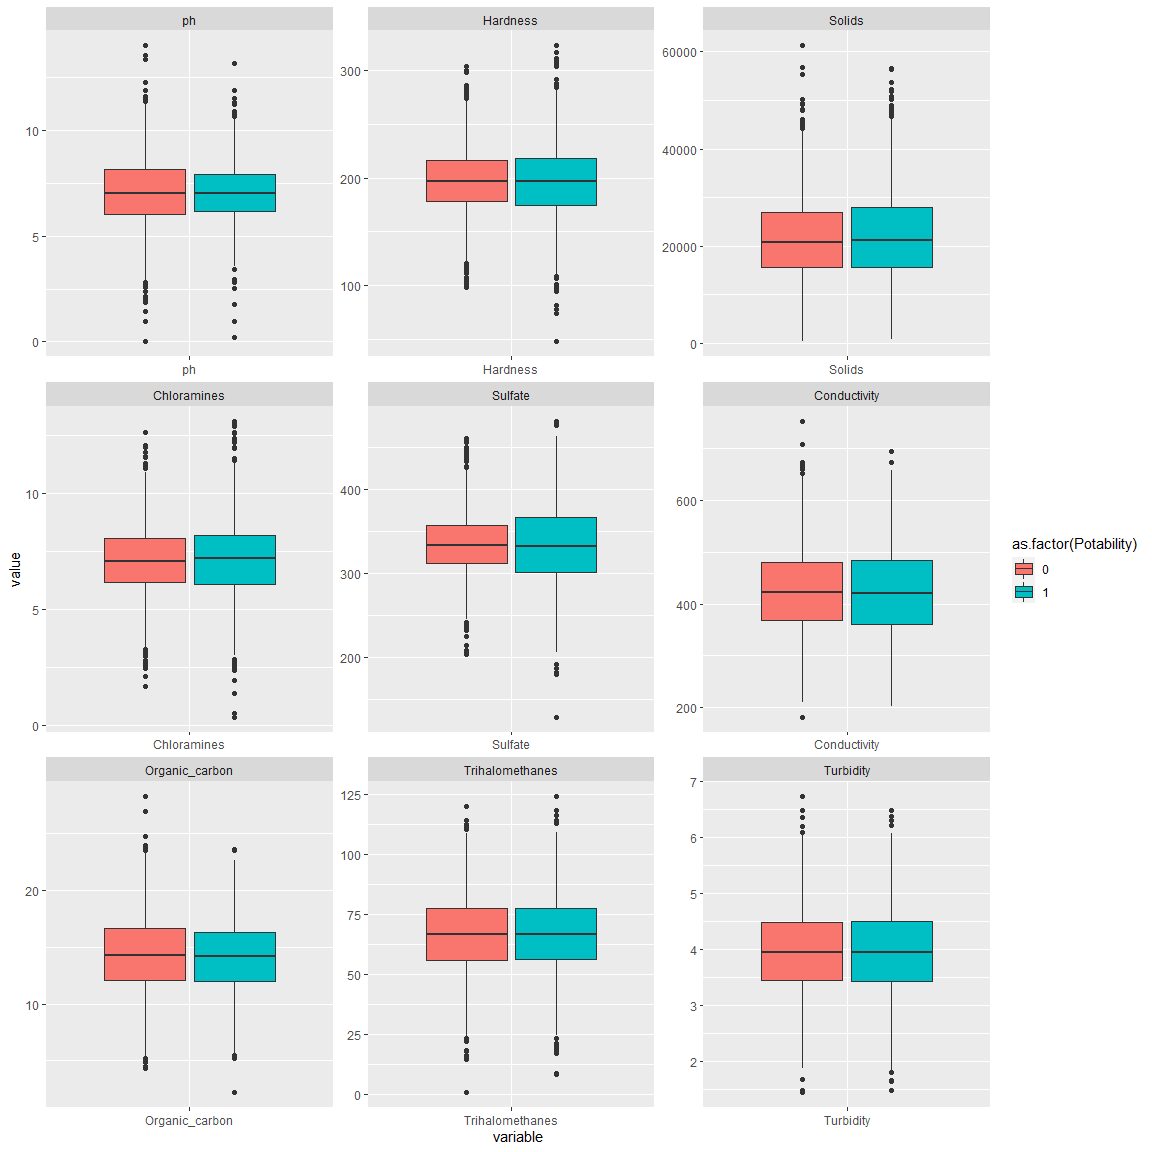 ph
Hardness
Solids
10
5
0
300
200
100
60000
40000
20000
0
ph
Hardness
Solids
Chloramines
Sulfate
Conductivity
value
10
5
0
400
300
200
600
400
200
as.factor(Potability)
0
1
Chloramines
Sulfate
Conductivity
Organic_carbon
Trihalomethanes
Turbidity
20
10
125
100
75
50
25
0
7
6
5
4
3
2
Organic_carbon
Trihalomethanes
Turbidity
variable